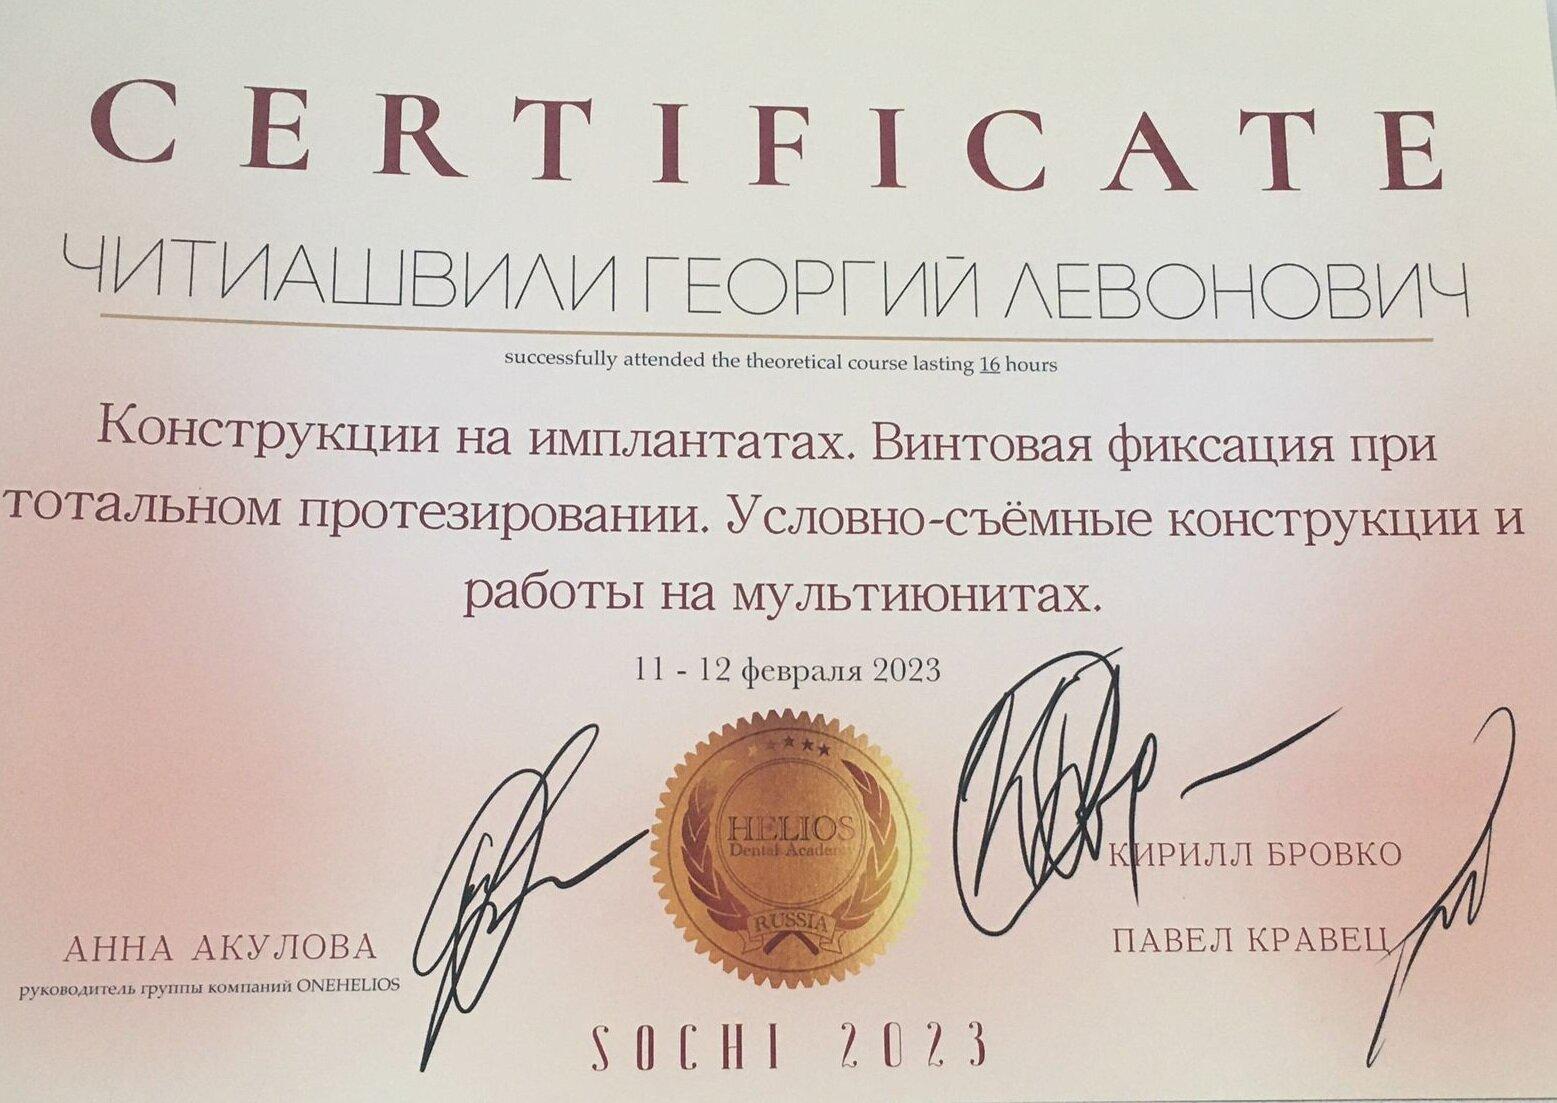 CERTIFICATE
ЧИТИАШВИЛИ ГЕОРГИЙ ЛЕВОНОВИЧ
successfully attended the theoretical course lasting 16 hours
Конструкции на имплантатах. Винтовая фиксация при
тотальном протезировании. Условно-съёмные конструкции и
работы на мультиюнитах.
11 - 12 февраля 2023
HELIOS
Dental Academy
RUSSIA
КИРИЛЛ БРОВКО
ПАВЕЛ КРАВЕЦ
АННА АКУЛОВА
руководитель группы компаний ONEHELIOS
SOCHI 2023